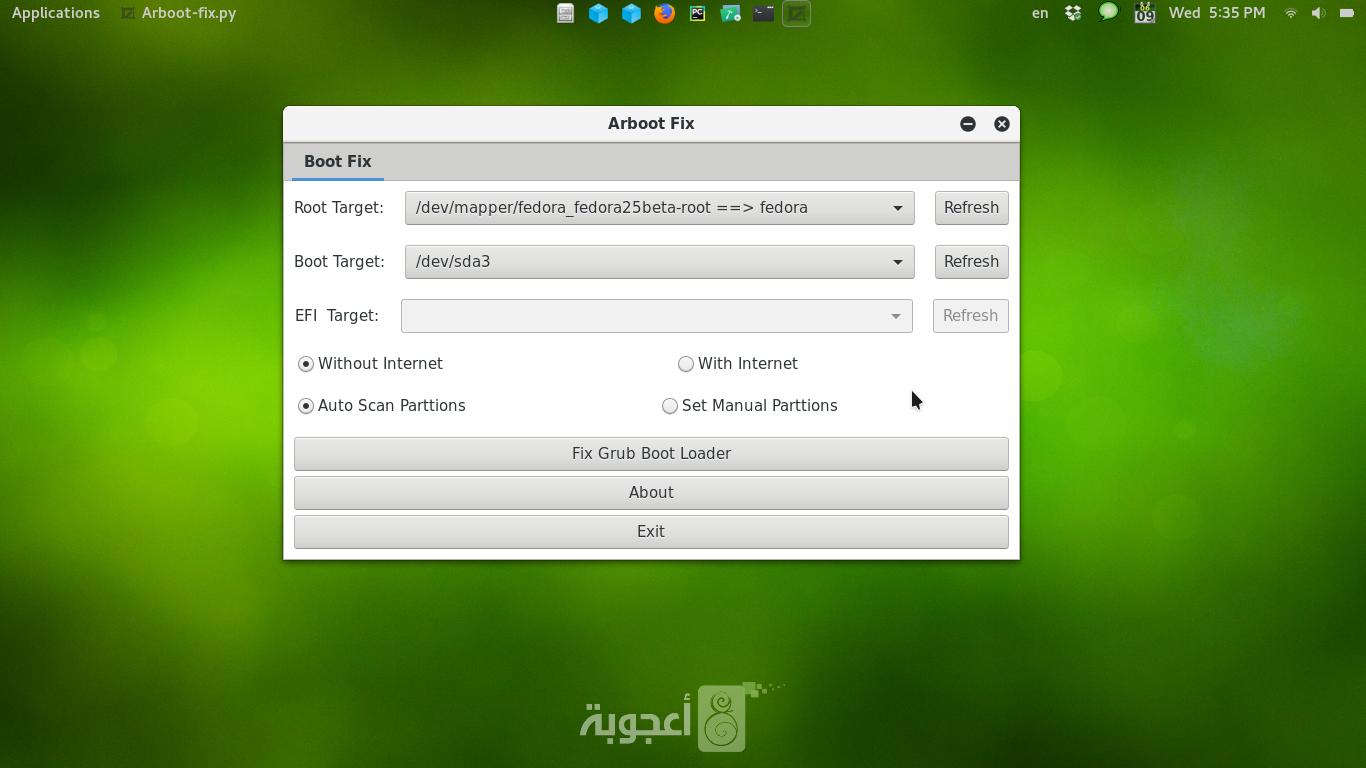 Applications Arboot-fix.py en 09 Wed 5:35 PM
Arboot Fix
Boot Fix
Root Target: /dev/mapper/fedora_fedora25beta-root ==> fedora Refresh
Boot Target: /dev/sda3 Refresh
EFI Target: Refresh
Without Internet With Internet
Auto Scan Parttions Set Manual Parttions
Fix Grub Boot Loader
About
Exit
أعجوبة